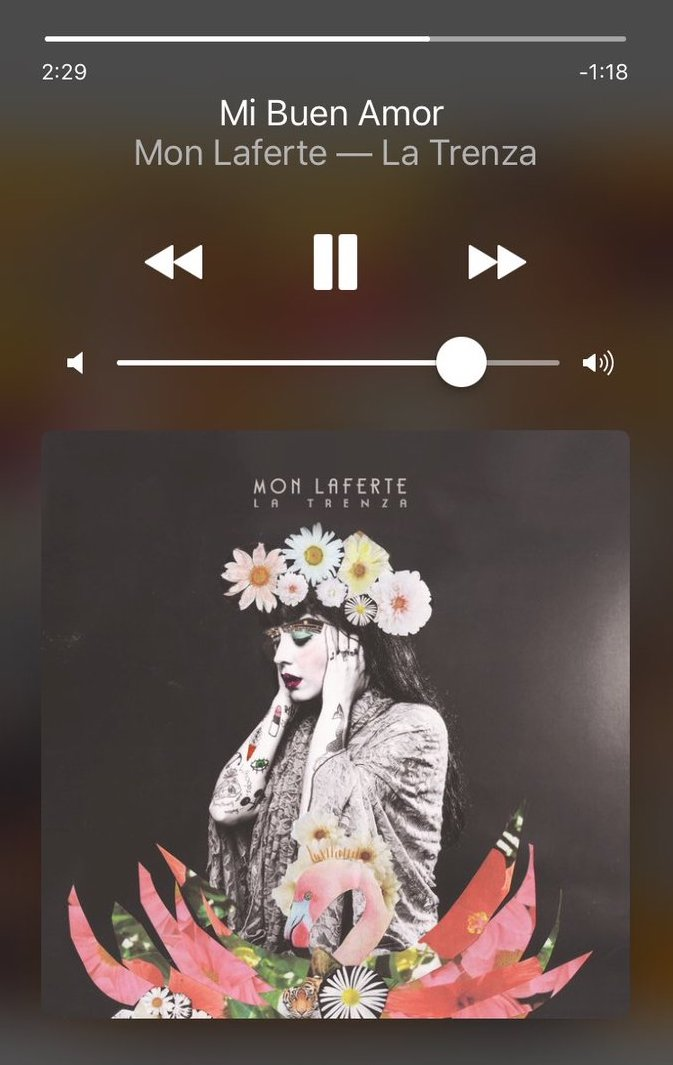 2:29 -1:18
Mi Buen Amor
Mon Laferte — La Trenza
MON LAFERTE
LA TRENZA